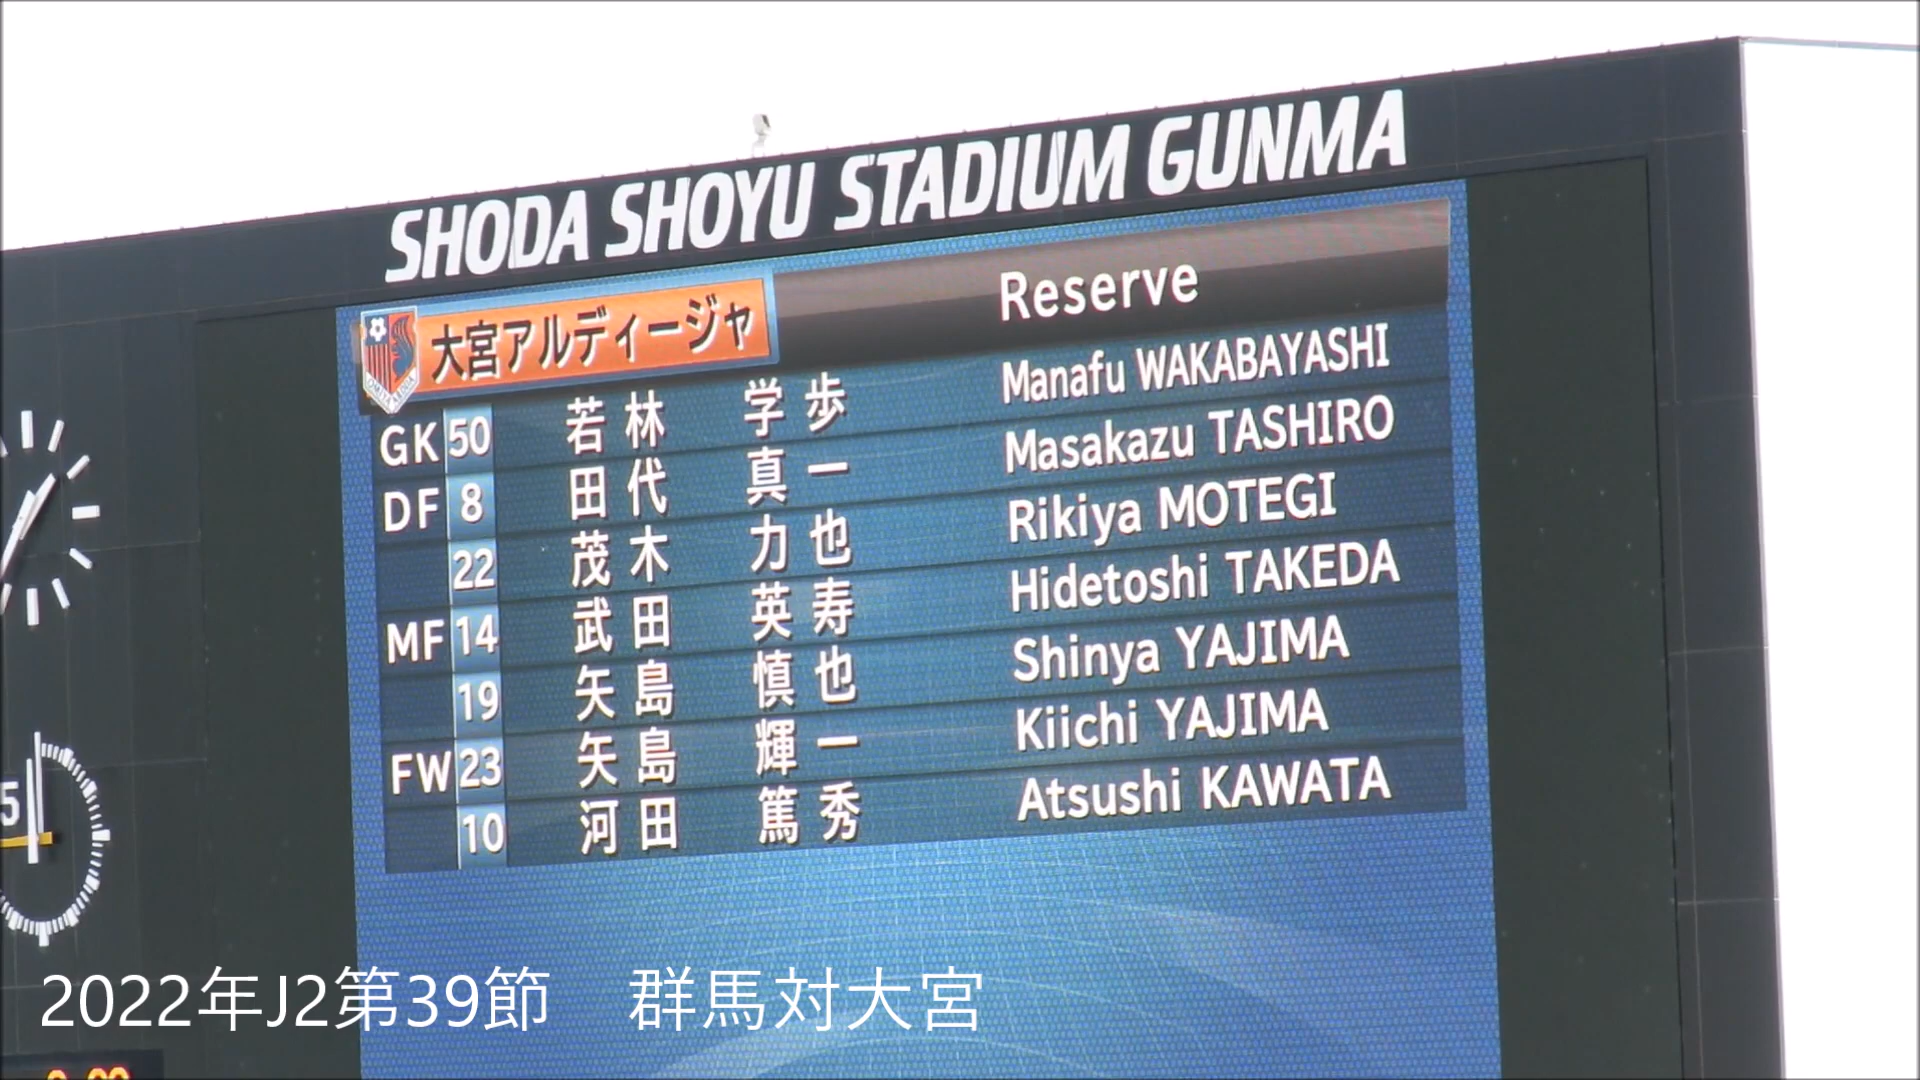 SHODA SHOYU STADIUM GUNMA
大宮アルディージャ Reserve
GK 50 若林 学歩 Manafu WAKABAYASHI
DF 8 田代 真一 Masakazu TASHIRO
22 茂木 力也 Rikiya MOTEGI
MF 14 武田 英寿 Hidetoshi TAKEDA
19 矢島 慎也 Shinya YAJIMA
FW 23 矢島 輝一 Kiichi YAJIMA
10 河田 篤秀 Atsushi KAWATA
5
2022年J2第39節 群馬対大宮